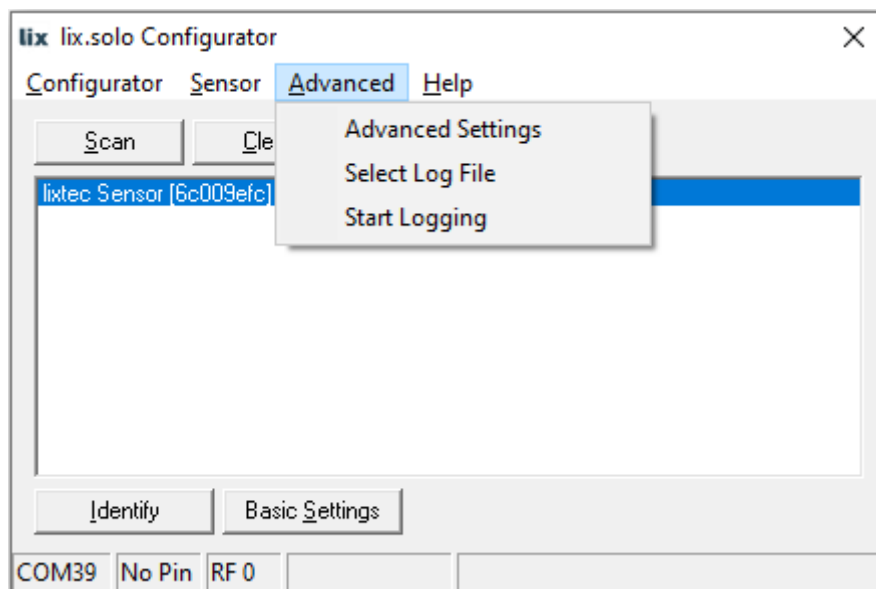 lix lix.solo Configurator
Configurator Sensor Advanced Help
Scan Cle
Advanced Settings
Select Log File
Start Logging
lixtec Sensor [6c009efc]
Identify Basic Settings
COM39 No Pin RF 0